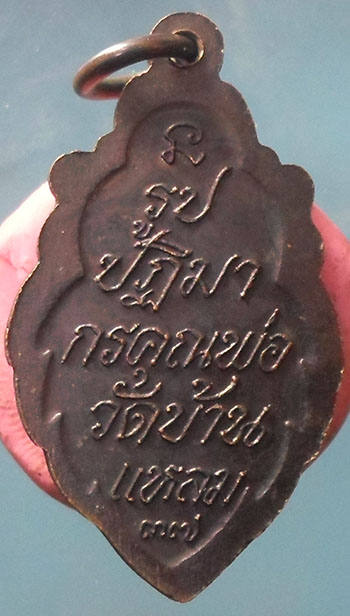 รูป
ปฏิมา
กรคุณพ่อ
วัดบ้าน
แหลม
๓๗